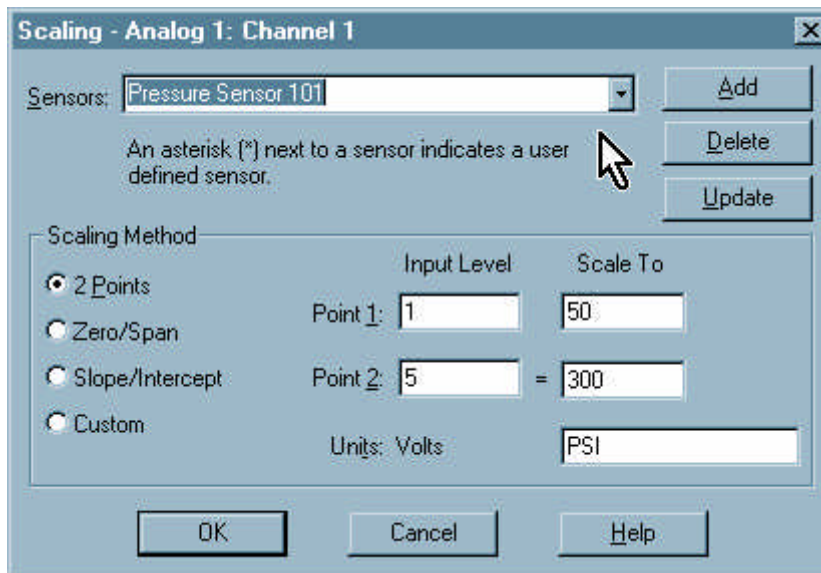 Scaling - Analog 1: Channel 1
Sensors: Pressure Sensor 101 Add
An asterisk (*) next to a sensor indicates a user
defined sensor.
Delete
Update
Scaling Method
Input Level Scale To
2 Points
Point 1: 1 50
Zero/Span
Slope/Intercept Point 2: 5 = 300
Custom
Units: Volts PSI
OK Cancel Help